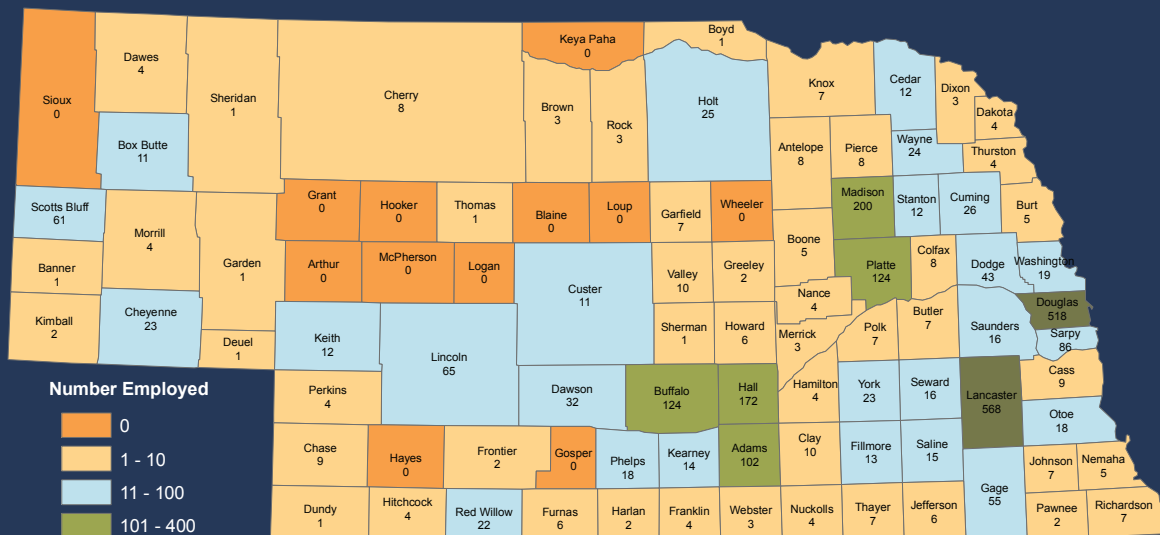 Keya Paha
0
Boyd
1
Dawes
4
Sioux
0
Sheridan
1
Cherry
8
Brown
3
Rock
3
Holt
25
Knox
7
Cedar
12
Dixon
3
Dakota
4
Box Butte
11
Antelope
8
Pierce
8
Wayne
24
Thurston
4
Scotts Bluff
61
Morrill
4
Garden
1
Grant
0
Hooker
0
Thomas
1
Blaine
0
Loup
0
Garfield
7
Wheeler
0
Madison
200
Stanton
12
Cuming
26
Burt
5
Banner
1
Arthur
0
McPherson
0
Logan
0
Custer
11
Valley
10
Greeley
2
Boone
5
Platte
124
Colfax
8
Dodge
43
Washington
19
Kimball
2
Cheyenne
23
Deuel
1
Keith
12
Lincoln
65
Sherman
1
Howard
6
Nance
4
Merrick
3
Polk
7
Butler
7
Saunders
16
Douglas
518
Sarpy
86
Number Employed
0
1 - 10
11 - 100
101 - 400
Perkins
4
Dawson
32
Buffalo
124
Hall
172
Hamilton
4
York
23
Seward
16
Lancaster
568
Cass
9
Otoe
18
Chase
9
Hayes
0
Frontier
2
Gosper
0
Phelps
18
Kearney
14
Adams
102
Clay
10
Fillmore
13
Saline
15
Gage
55
Johnson
7
Nemaha
5
Dundy
1
Hitchcock
4
Red Willow
22
Furnas
6
Harlan
2
Franklin
4
Webster
3
Nuckolls
4
Thayer
7
Jefferson
6
Pawnee
2
Richardson
7